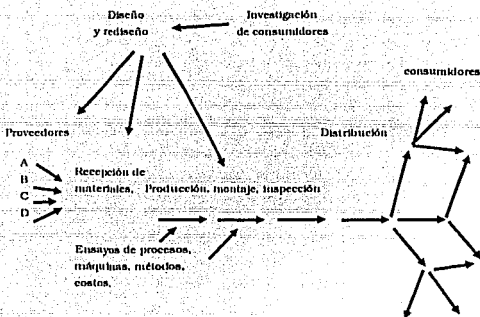 Diseño
y rediseño
Investigación
de consumidores
consumidores
Proveedores
Distribución
A
B
C
D
Recepción de
materiales,
Producción, montaje, inspección
Ensayos de procesos,
máquinas, métodos,
costos,